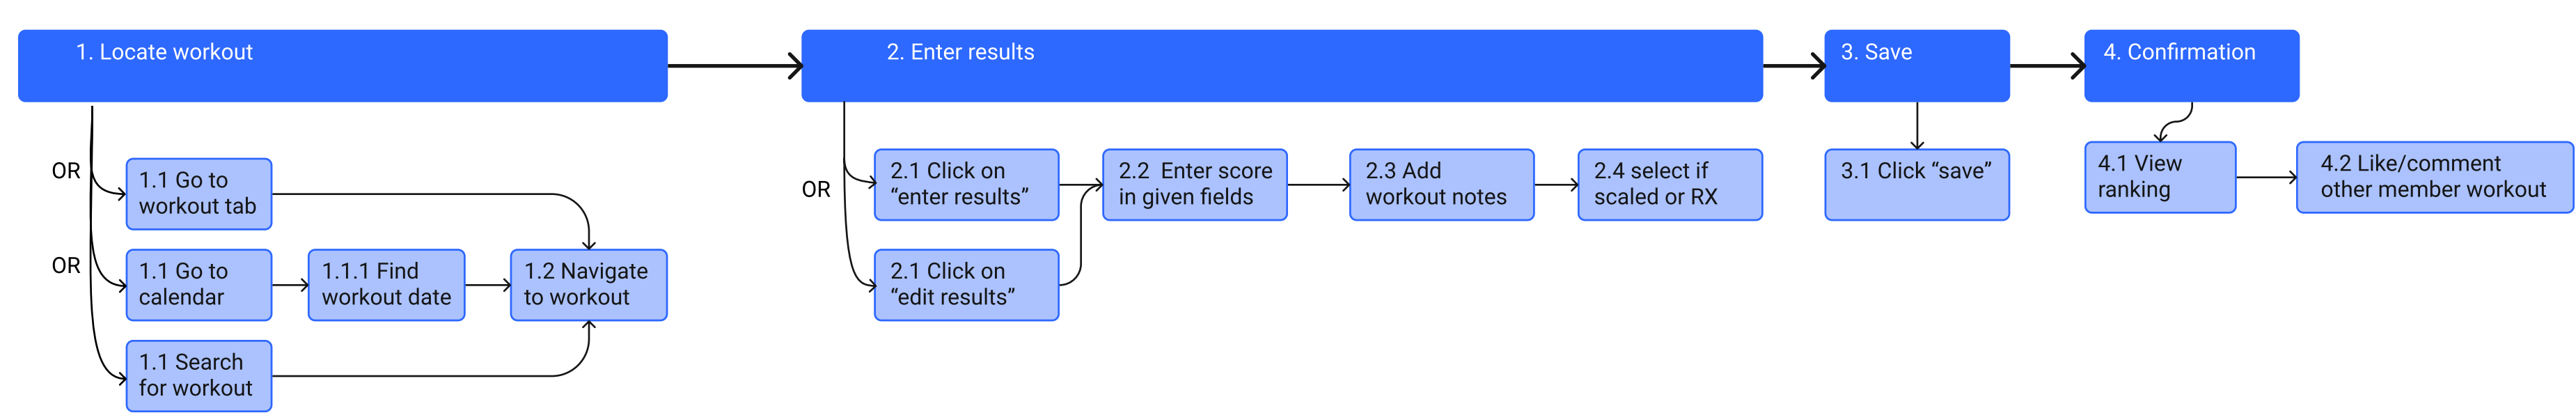 1. Locate workout
OR
1.1 Go to
workout tab
OR
1.1 Go to
calendar
1.1.1 Find
workout date
1.2 Navigate
to workout
1.1 Search
for workout
2. Enter results
OR
2.1 Click on
“enter results”
2.1 Click on
“edit results”
2.2  Enter score
in given fields
2.3 Add
workout notes
2.4 select if
scaled or RX
3. Save
3.1 Click “save”
4. Confirmation
4.1 View
ranking
4.2 Like/comment
other member workout